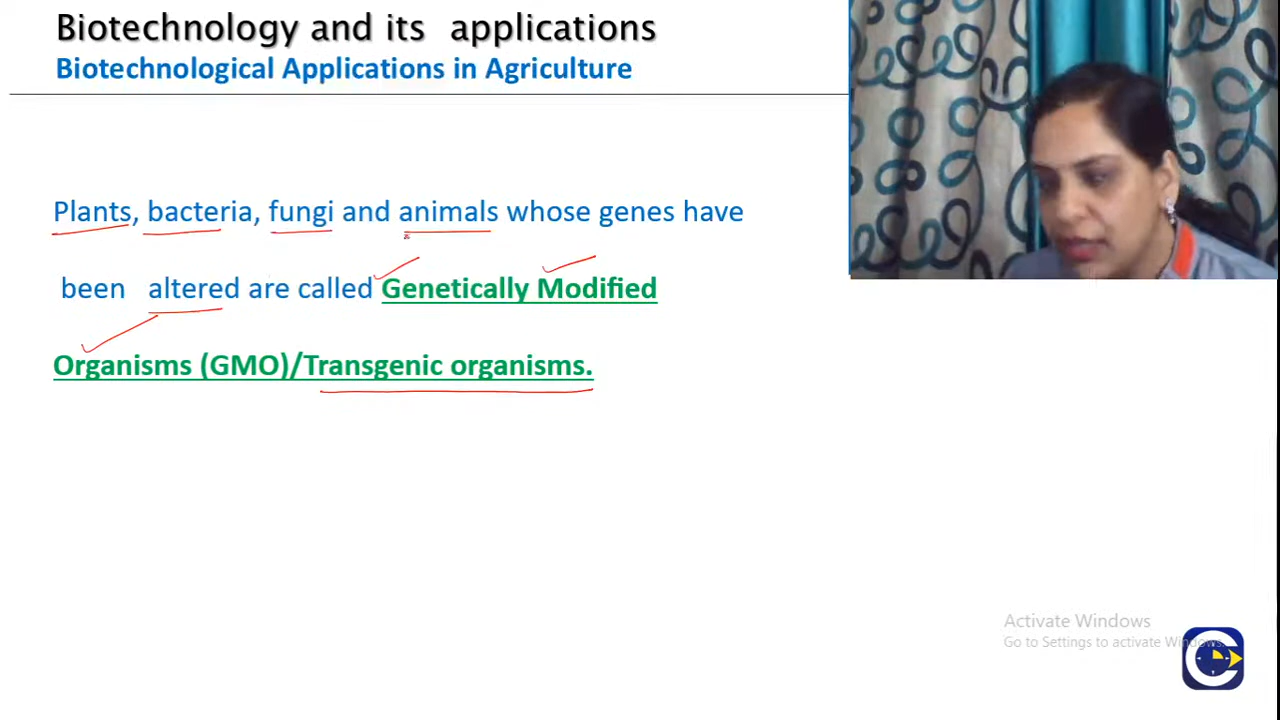 Biotechnology and its applications
Biotechnological Applications in Agriculture
Plants, bacteria, fungi and animals whose genes have
been altered are called Genetically Modified
Organisms (GMO)/Transgenic organisms.
Activate Windows
Go to Settings to activate Windows.